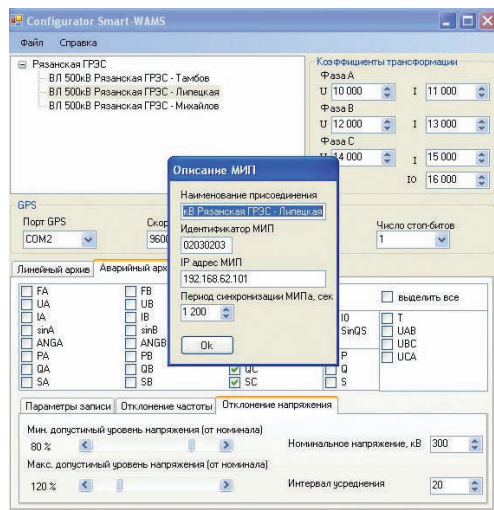 Configurator Smart-WAMS
Файл Справка
Рязанская ГРЭС
ВЛ 500кВ Рязанская ГРЭС - Тамбов
ВЛ 500кВ Рязанская ГРЭС - Липецкая
ВЛ 500кВ Рязанская ГРЭС - Михайлов
Коэффициенты трансформации
Фаза A
U 10 000 I 11 000
Фаза B
U 12 000 I 13 000
Фаза C
U 14 000 I 15 000
IO 16 000
Описание МИП
Наименование присоединения
кВ Рязанская ГРЭС - Липецкая
Идентификатор МИП
02030203
IP адрес МИП
192.168.62.101
Период синхронизации МИПа, сек
1 200
Ok
GPS
Порт GPS
COM2
Скор
960
Число стоп-битов
1
Линейный архив Аварийный арх
FA FB
UA UB
IA IB IO T
sinA sinB SinQS UAB
ANGA ANGB UBC
PA PB P UCA
QA QB QC Q
SA SB SC S
выделить все
Параметры записи Отклонение частоты Отклонение напряжения
Мин. допустимый уровень напряжения (от номинала)
80 % Номинальное напряжение, кВ 300
Макс. допустимый уровень напряжения (от номинала)
120 % Интервал усреднения 20